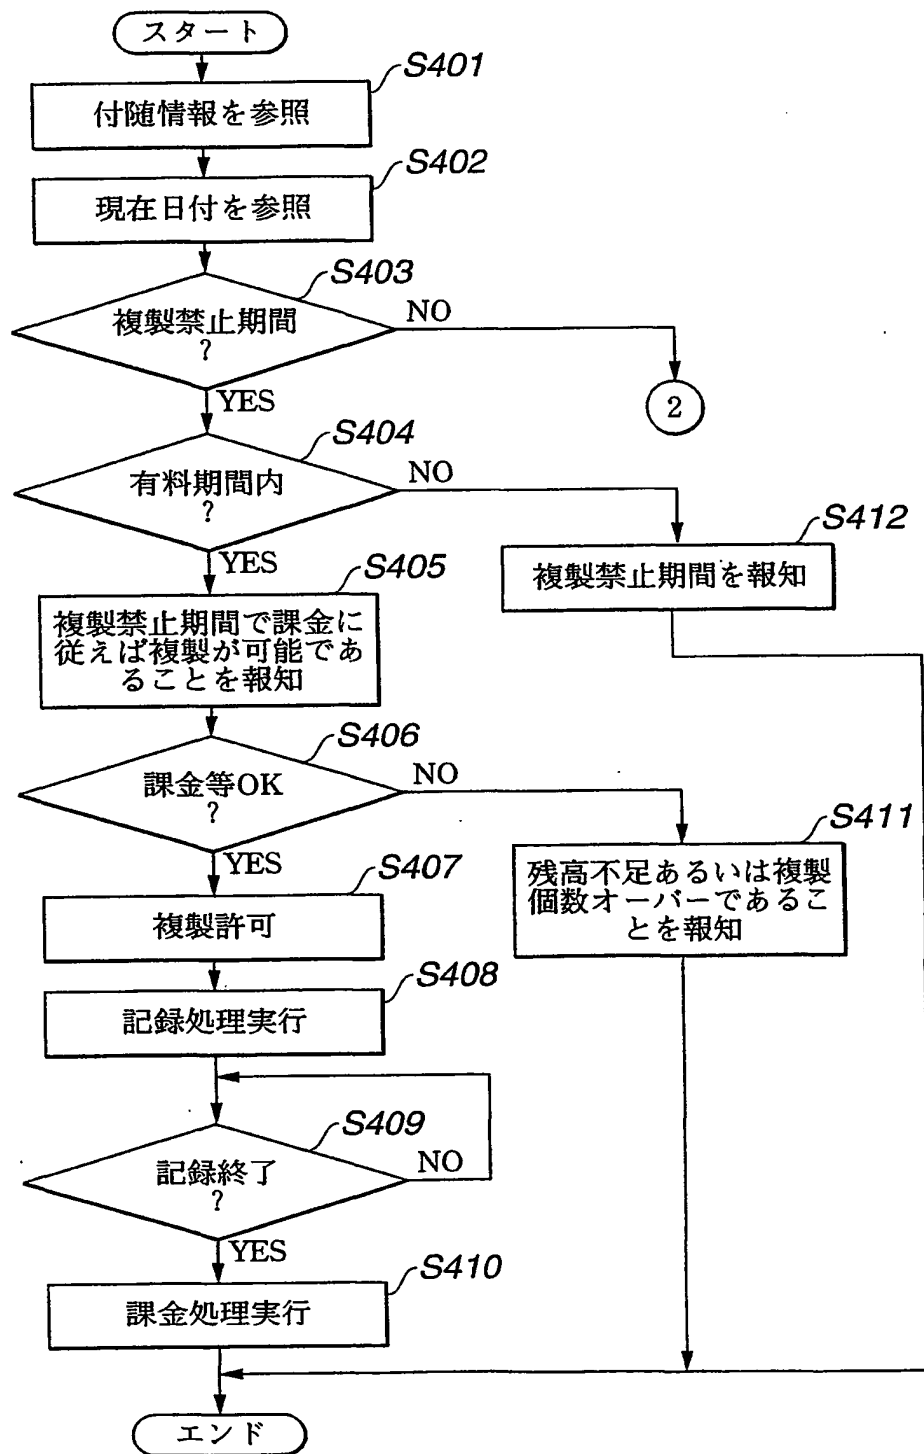 スタート
S401
付随情報を参照
S402
現在日付を参照
S403
複製禁止期間
?
NO
YES
2
S404
有料期間内
?
NO
YES
S412
複製禁止期間を報知
S405
複製禁止期間で課金に
従えば複製が可能であ
ることを報知
S406
課金等OK
?
NO
YES
S411
残高不足あるいは複製
個数オーバーであるこ
とを報知
S407
複製許可
S408
記録処理実行
S409
記録終了
?
NO
YES
S410
課金処理実行
エンド